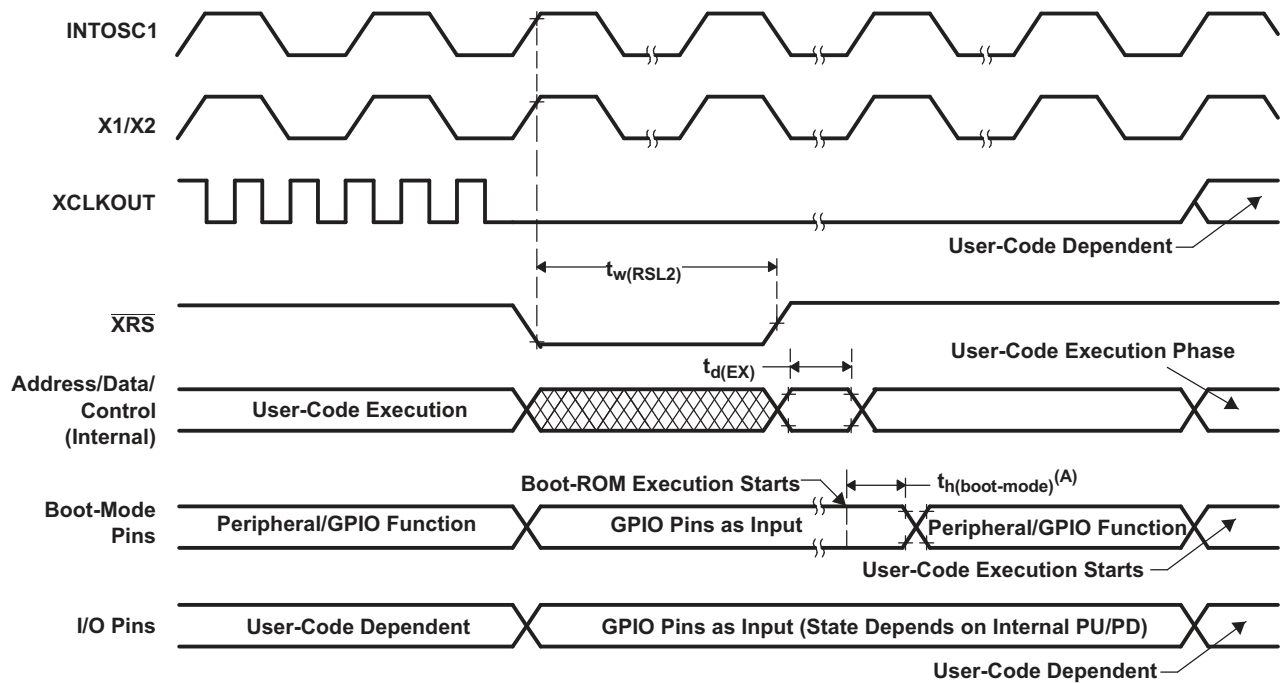 INTOSC1
X1/X2
XCLKOUT
User-Code Dependent
tw(RSL2)
XRS
td(EX)
User-Code Execution Phase
Address/Data/
Control
(Internal)
User-Code Execution
Boot-ROM Execution Starts
th(boot-mode)(A)
Boot-Mode
Pins
Peripheral/GPIO Function
GPIO Pins as Input
Peripheral/GPIO Function
User-Code Execution Starts
I/O Pins
User-Code Dependent
GPIO Pins as Input (State Depends on Internal PU/PD)
User-Code Dependent